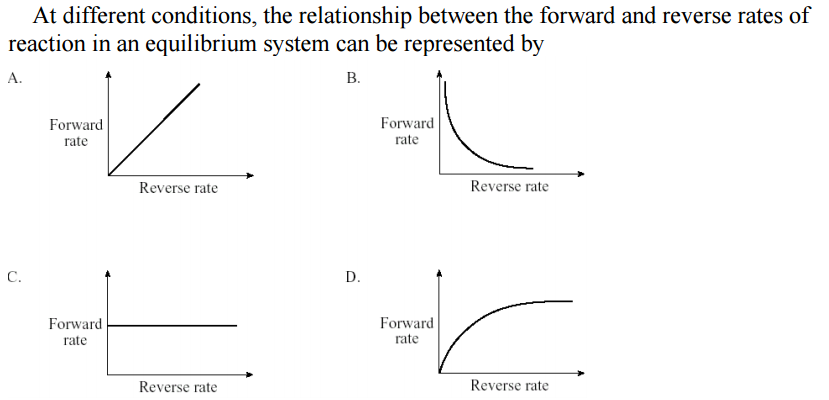 At different conditions, the relationship between the forward and reverse rates of
reaction in an equilibrium system can be represented by
A.
Forward
rate
Reverse rate
B.
Forward
rate
Reverse rate
C.
Forward
rate
Reverse rate
D.
Forward
rate
Reverse rate